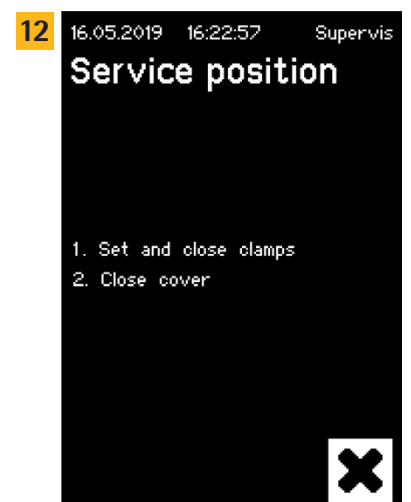 12
16.05.2019 16:22:57 Supervis
Service position
1. Set and close clamps
2. Close cover